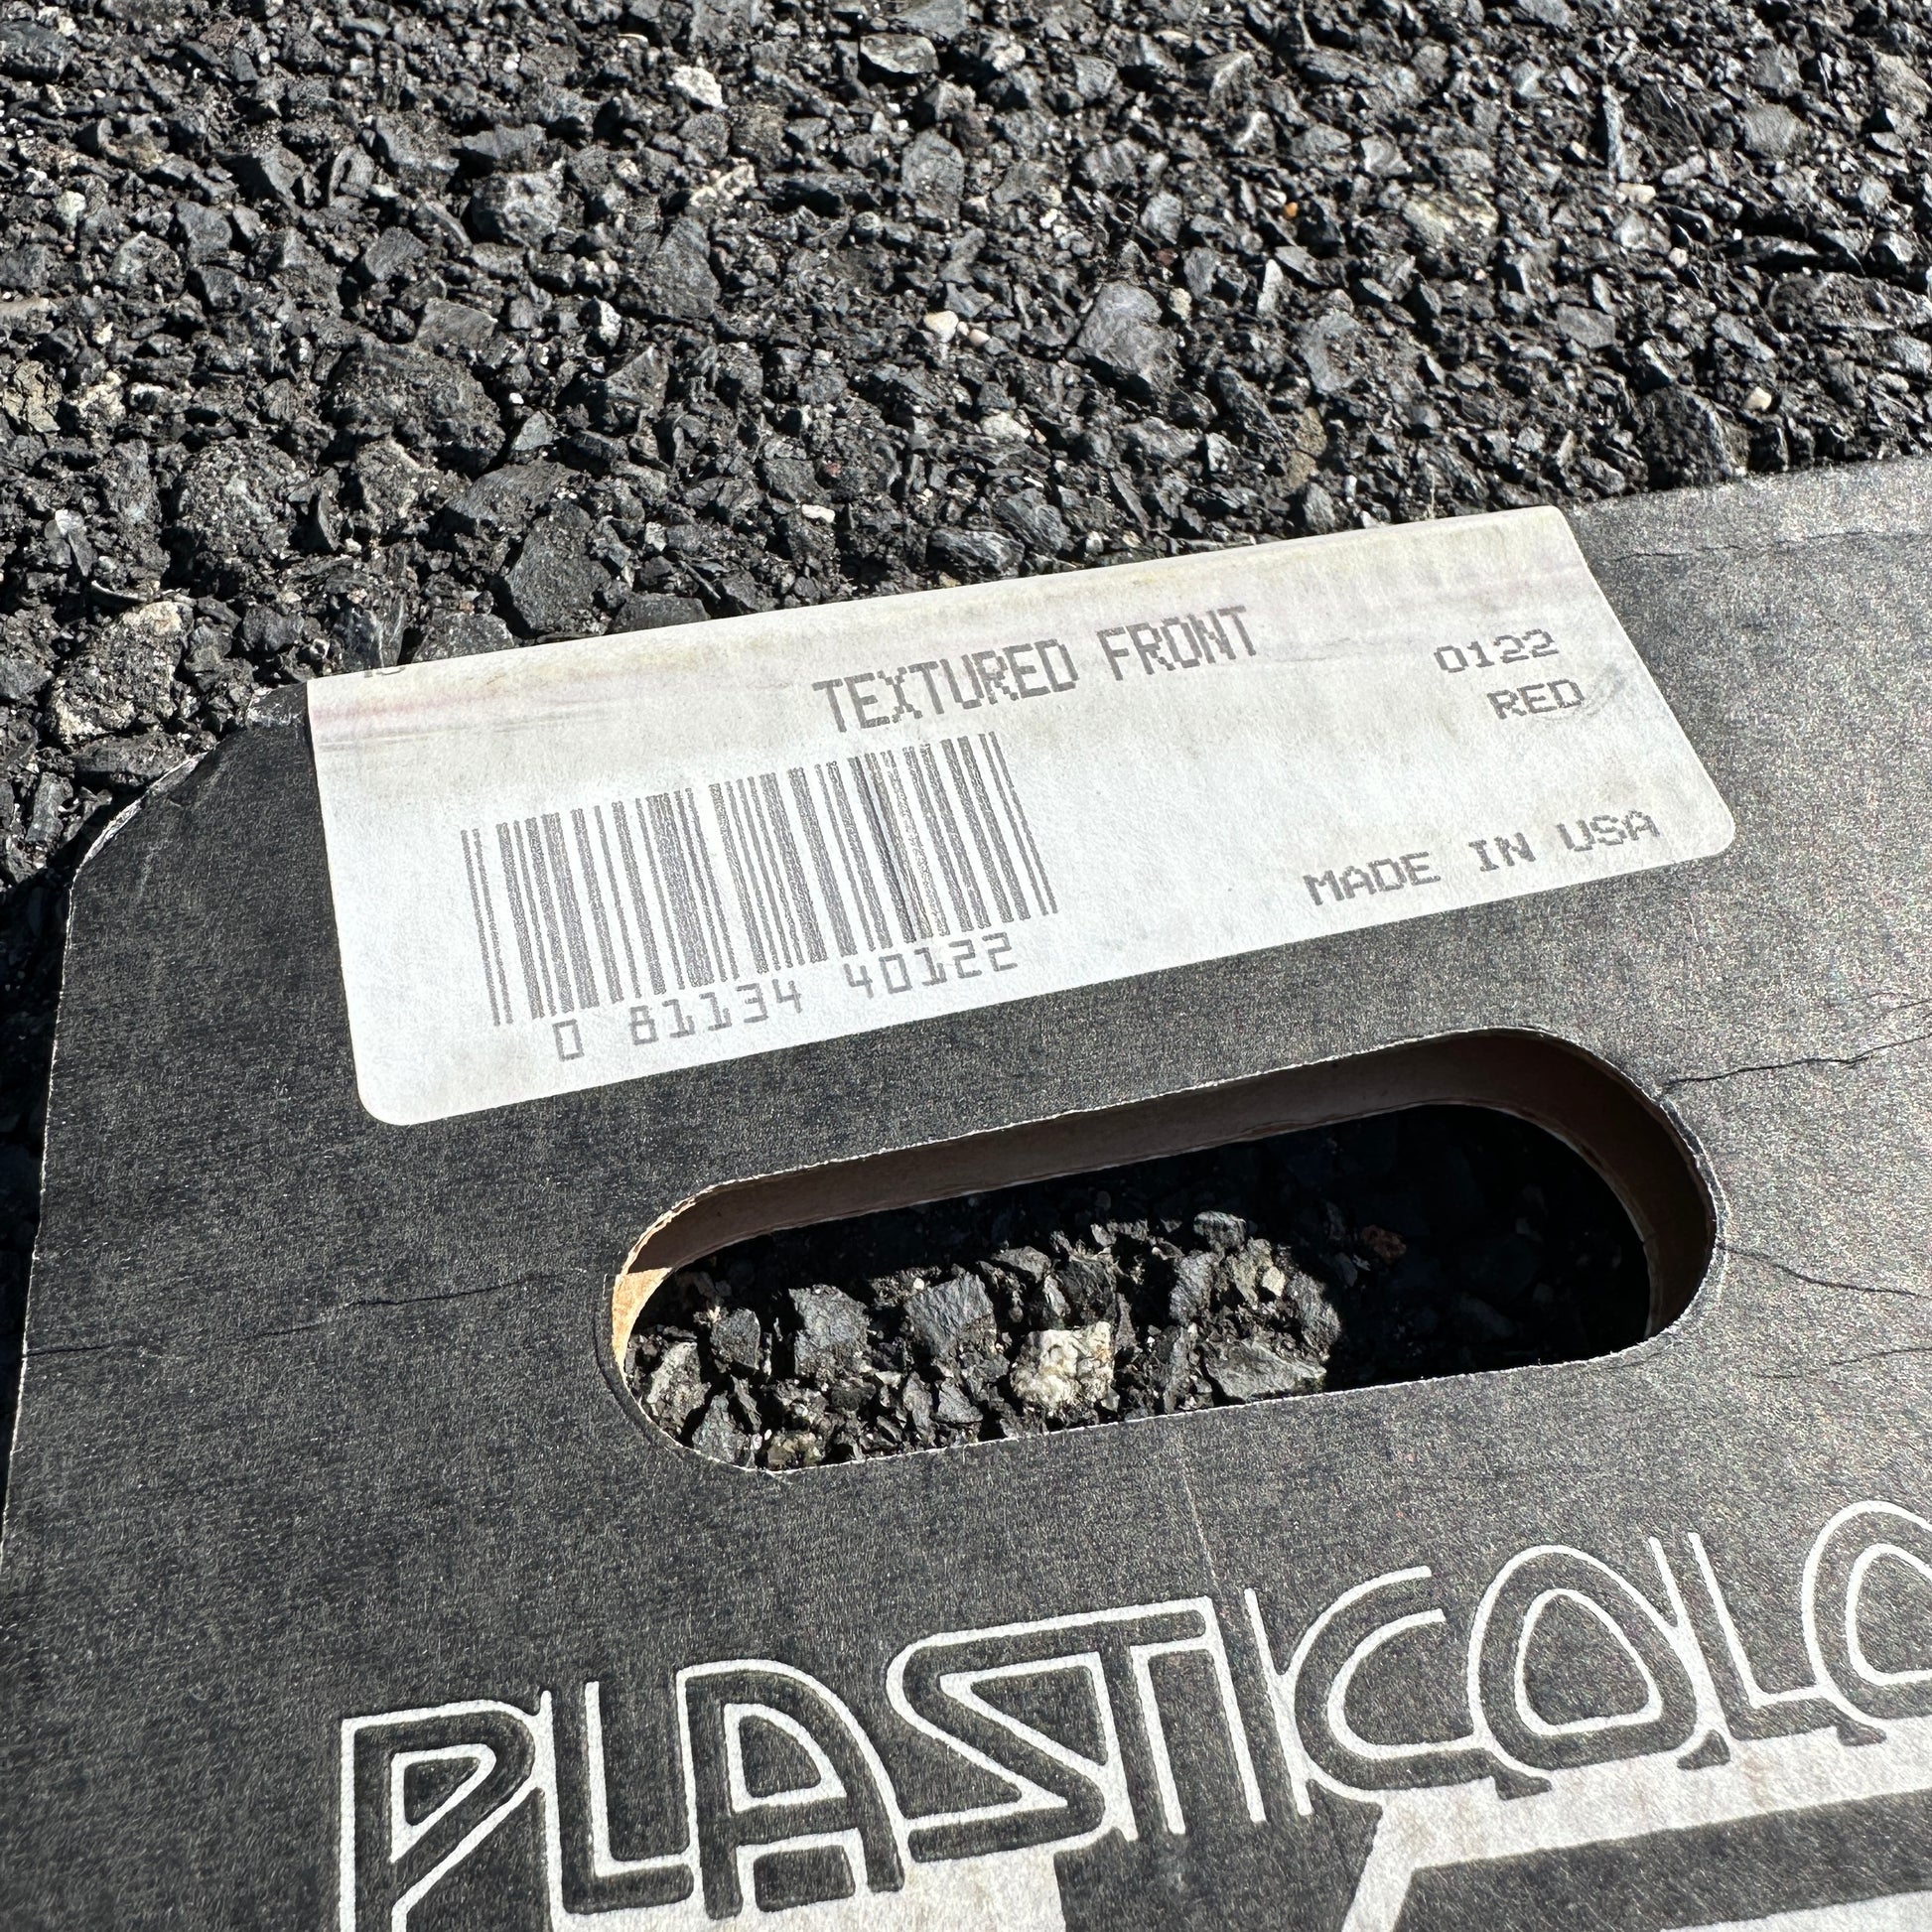 TEXTURED FRONT
0122
RED
MADE IN USA
0 81134 40122
PLASTICOLO